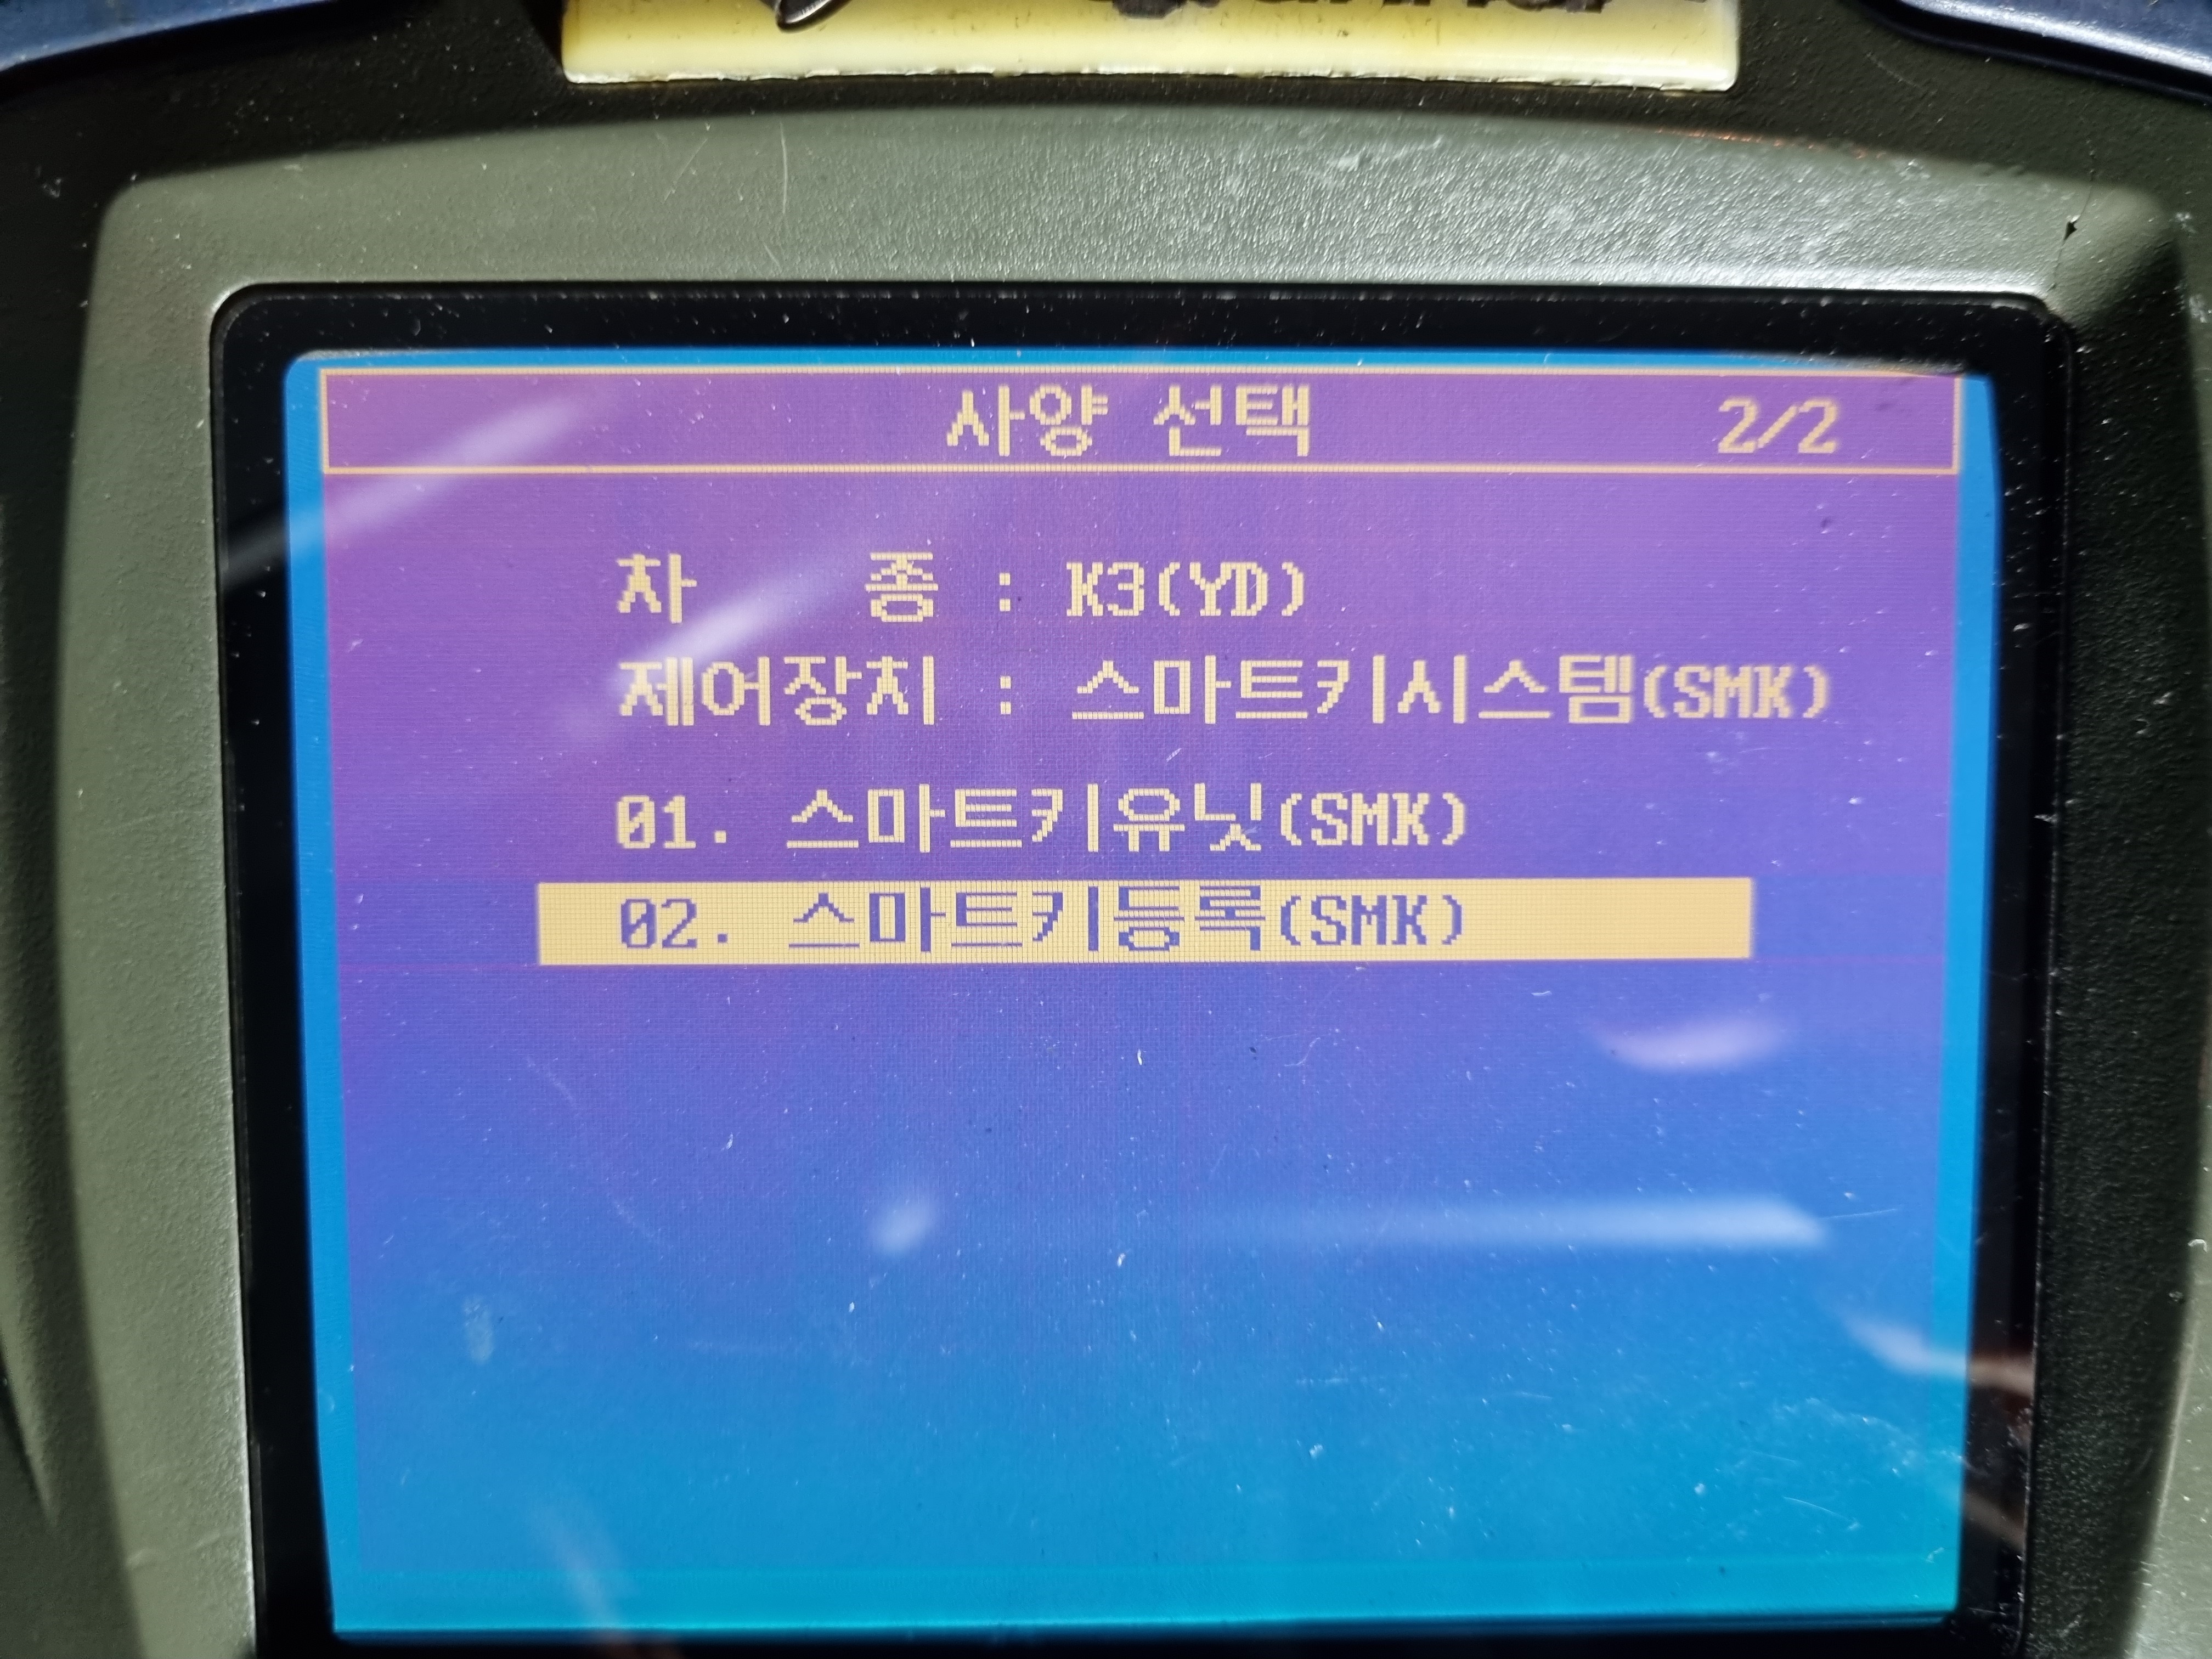 사양 선택 2/2
차 종 : K3(YD)
제어장치 : 스마트키시스템(SMK)
01. 스마트키유닛(SMK)
02. 스마트키등록(SMK)